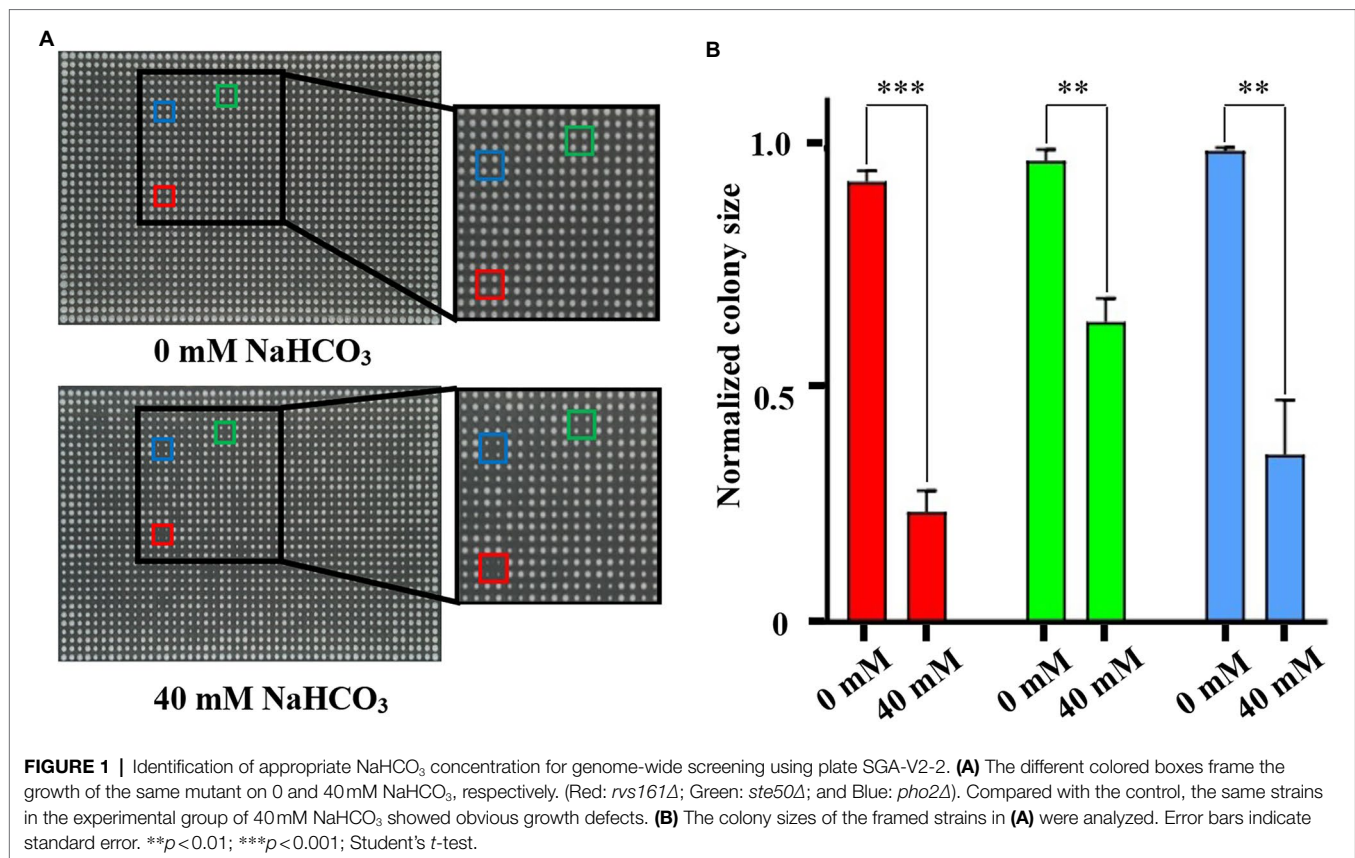 A
0 mM NaHCO₃
40 mM NaHCO₃
B
***
**
**
Normalized colony size
1.0
0.5
0
0 mM
40 mM
0 mM
40 mM
0 mM
40 mM
FIGURE 1 | Identification of appropriate NaHCO₃ concentration for genome-wide screening using plate SGA-V2-2. (A) The different colored boxes frame the
growth of the same mutant on 0 and 40 mM NaHCO₃, respectively. (Red: rvs161Δ; Green: ste50Δ; and Blue: pho2Δ). Compared with the control, the same strains
in the experimental group of 40 mM NaHCO₃ showed obvious growth defects. (B) The colony sizes of the framed strains in (A) were analyzed. Error bars indicate
standard error. **p < 0.01; ***p < 0.001; Student's t-test.